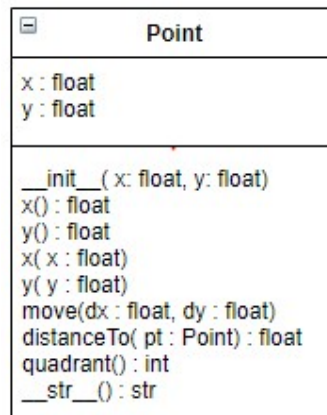 Point
x : float
y : float
__init__( x: float, y: float)
x() : float
y() : float
x( x : float)
y( y : float)
move(dx : float, dy : float)
distanceTo( pt : Point) : float
quadrant() : int
__str__() : str